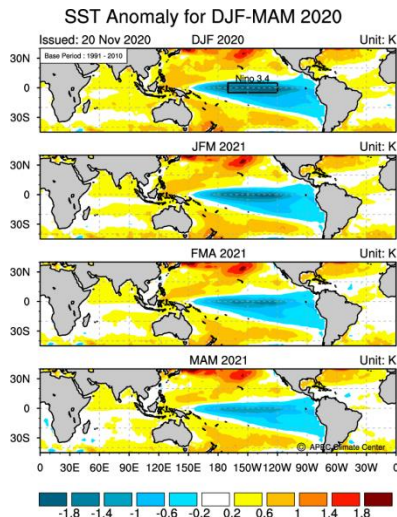 SST Anomaly for DJF-MAM 2020
Issued: 20 Nov 2020 DJF 2020 Unit: K
Base Period : 1991 - 2010
30N
Nino 3.4
0
30S
JFM 2021 Unit: K
30N
0
30S
FMA 2021 Unit: K
30N
0
30S
MAM 2021 Unit: K
30N
0
30S
© APEC Climate Center
0 30E 60E 90E 120E 150E 180 150W 120W 90W 60W 30W 0
-1.8 -1.4 -1 -0.6 -0.2 0.2 0.6 1 1.4 1.8